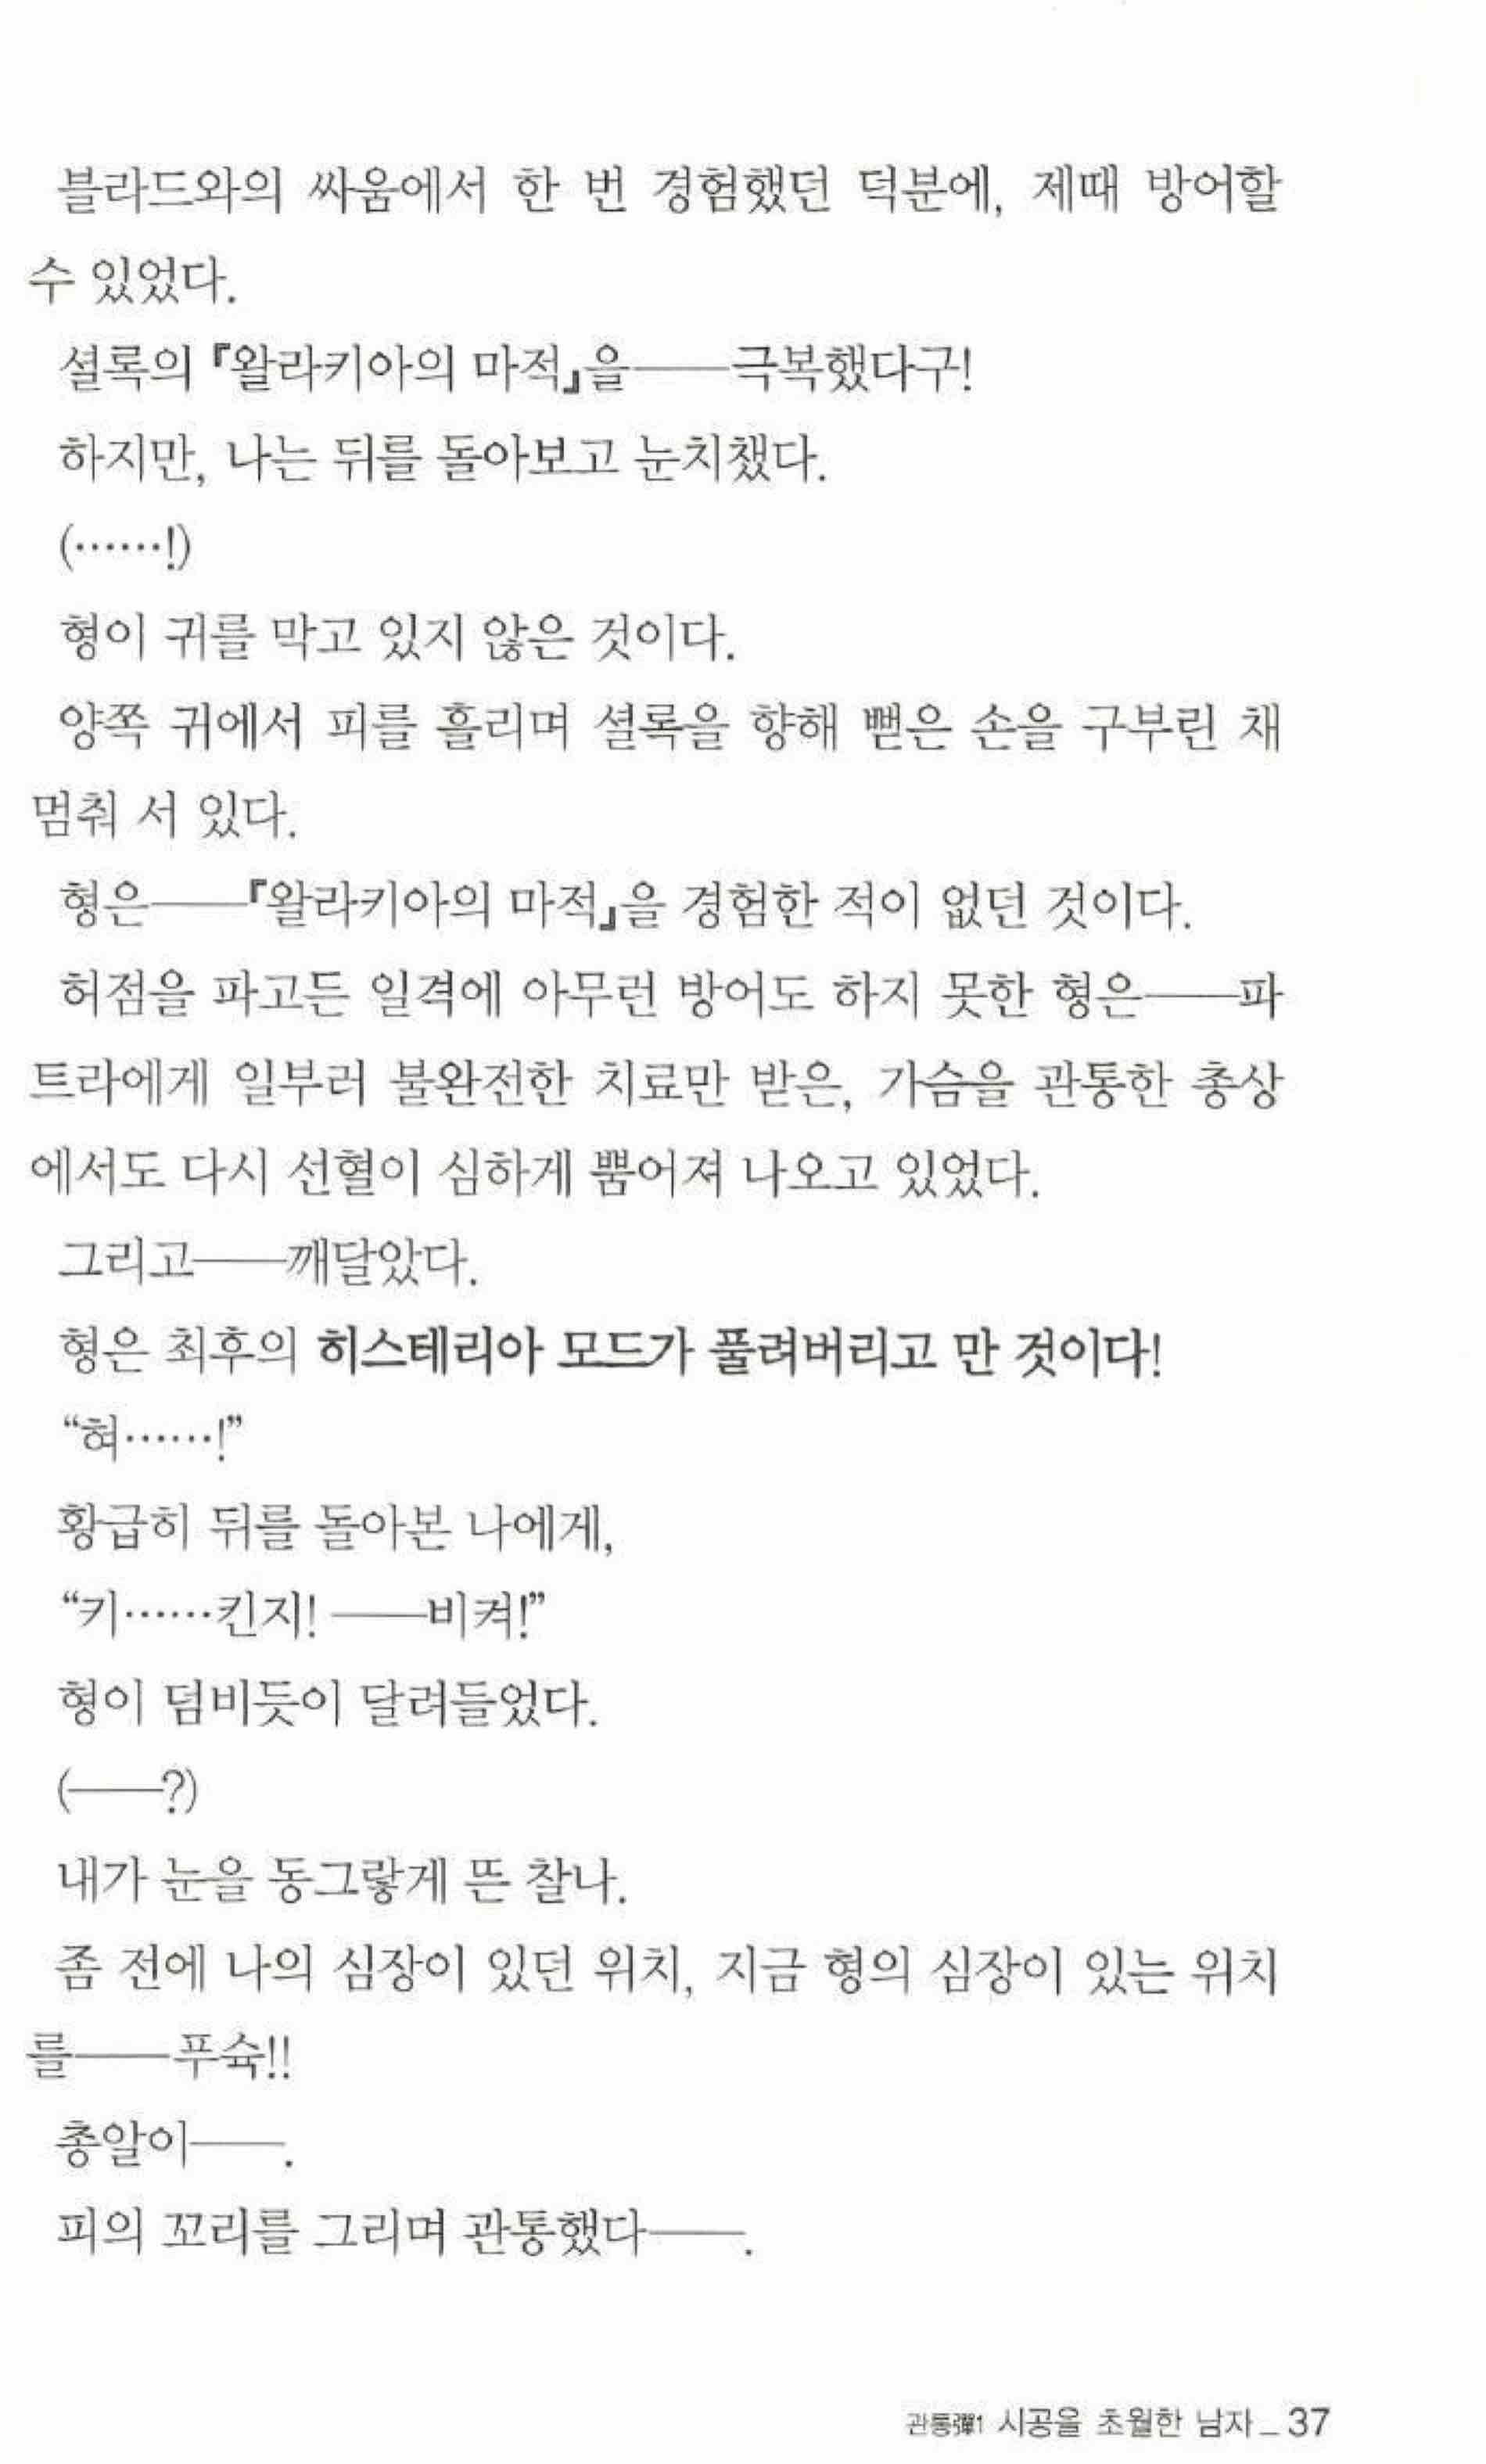 블라드와의 싸움에서 한 번 경험했던 덕분에, 제때 방어할
수 있었다.
셜록의 『왈라키아의 마적』을――극복했다구!
하지만, 나는 뒤를 돌아보고 눈치챘다.
(……!)
형이 귀를 막고 있지 않은 것이다.
양쪽 귀에서 피를 흘리며 셜록을 향해 뻗은 손을 구부린 채
멈춰 서 있다.
형은――『왈라키아의 마적』을 경험한 적이 없던 것이다.
허점을 파고든 일격에 아무런 방어도 하지 못한 형은――파
트라에게 일부러 불완전한 치료만 받은, 가슴을 관통한 총상
에서도 다시 선혈이 심하게 뿜어져 나오고 있었다.
그리고――깨달았다.
형은 최후의 히스테리아 모드가 풀려버리고 만 것이다!
“혀……!”
황급히 뒤를 돌아본 나에게,
“키……킨지! ――비켜!”
형이 덤비듯이 달려들었다.
(――?)
내가 눈을 동그랗게 뜬 찰나.
좀 전에 나의 심장이 있던 위치, 지금 형의 심장이 있는 위치
를――푸슉!!
총알이――.
피의 꼬리를 그리며 관통했다――.
관통彈1 시공을 초월한 남자 _ 37